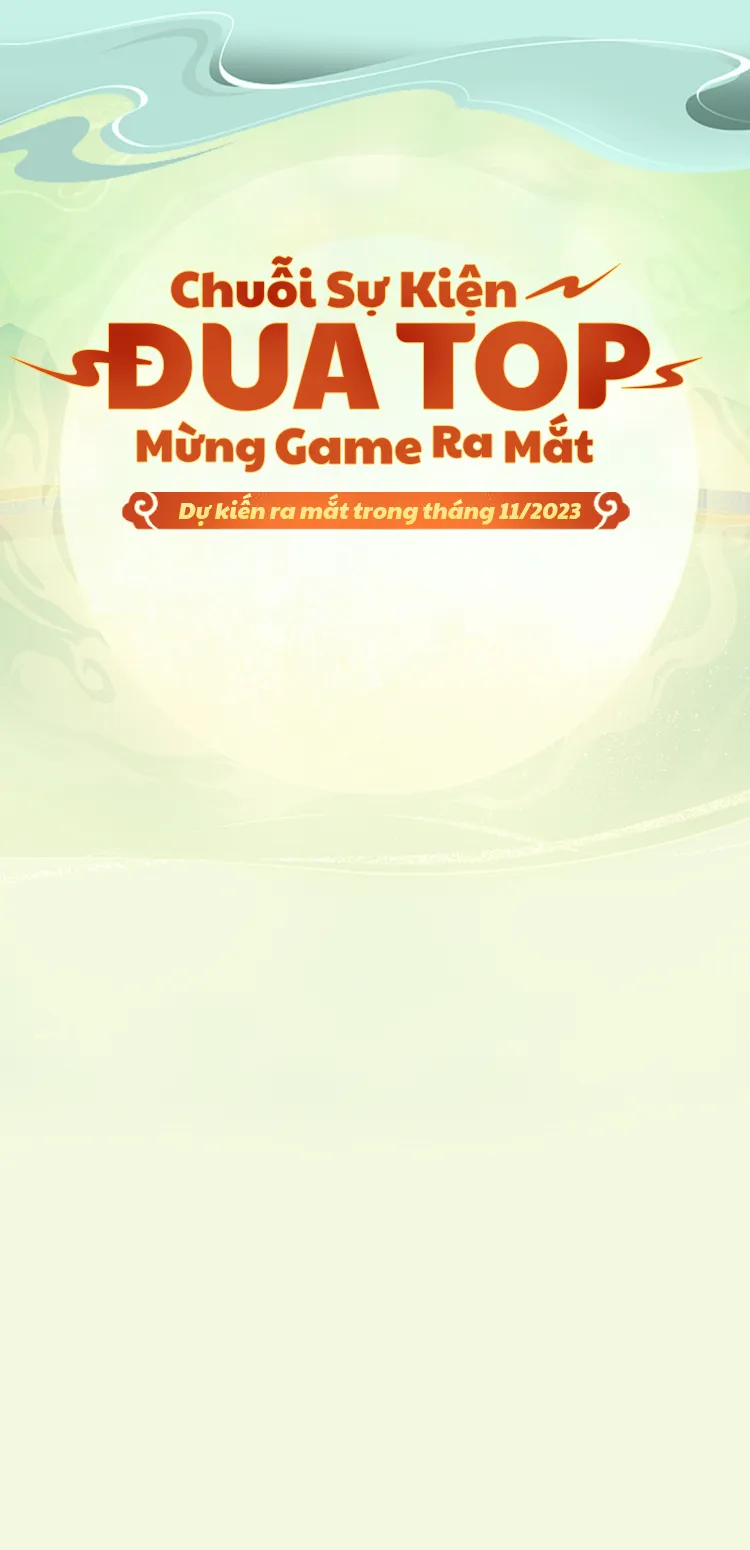 Chuỗi Sự Kiện
ĐUA TOP
Mừng Game Ra Mắt
Dự kiến ra mắt trong tháng 11/2023